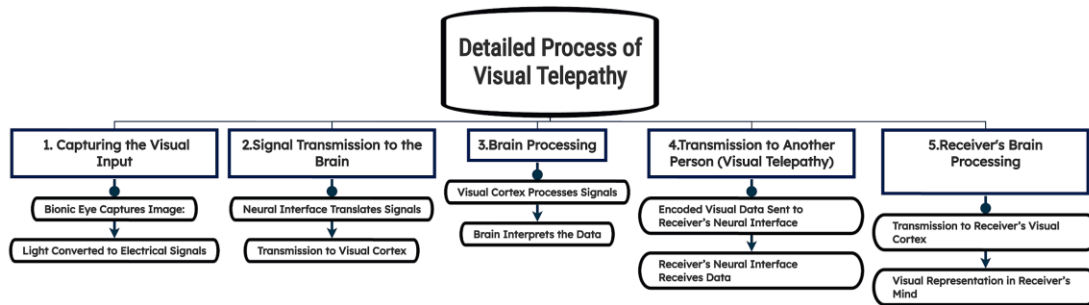 Detailed Process of
Visual Telepathy
1. Capturing the Visual
Input
Bionic Eye Captures Image:
Light Converted to Electrical Signals
2.Signal Transmission to the
Brain
Neural Interface Translates Signals
Transmission to Visual Cortex
3.Brain Processing
Visual Cortex Processes Signals
Brain Interprets the Data
4.Transmission to Another
Person (Visual Telepathy)
Encoded Visual Data Sent to
Receiver's Neural Interface
Receiver's Neural Interface
Receives Data
5.Receiver's Brain
Processing
Transmission to Receiver's Visual
Cortex
Visual Representation in Receiver's
Mind